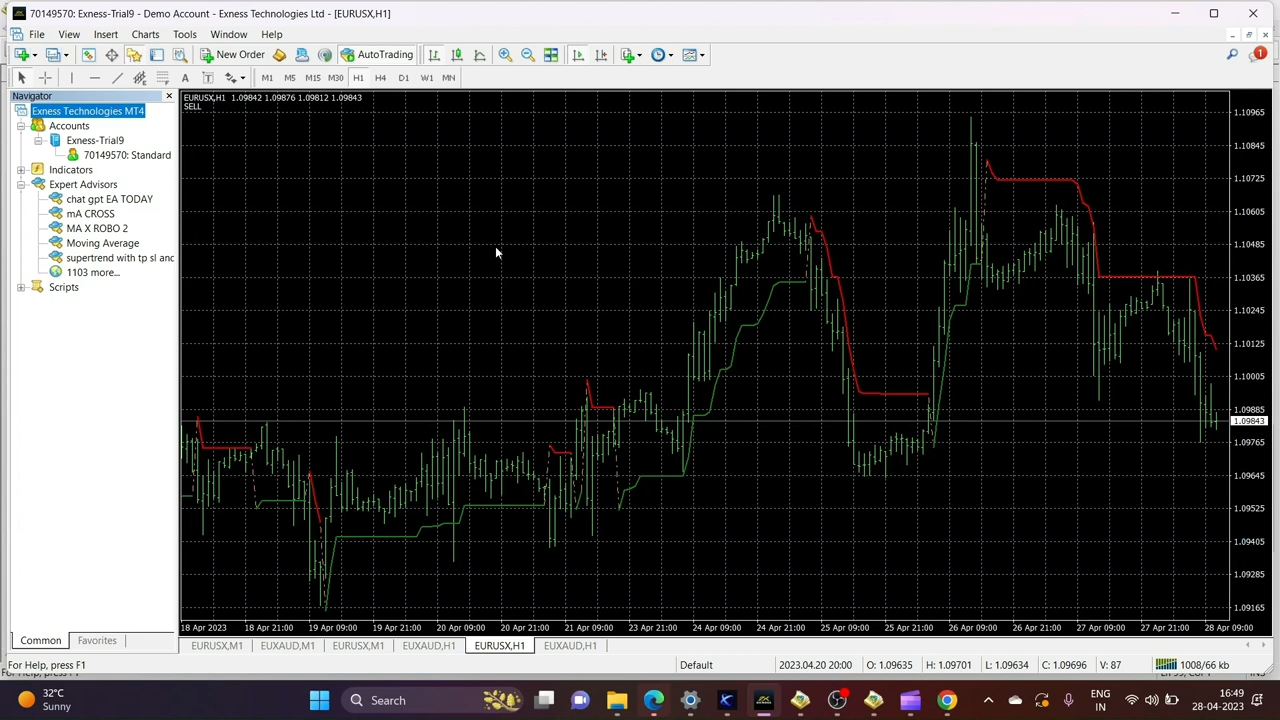 70149570: Exness-Trial9 - Demo Account - Exness Technologies Ltd - [EURUSX,H1]
File View Insert Charts Tools Window Help
New Order AutoTrading
1
A T M1 M5 M15 M30 H1 H4 D1 W1 MN
Navigator
Exness Technologies MT4
Accounts
Exness-Trial9
70149570: Standard
Indicators
Expert Advisors
chat gpt EA TODAY
mA CROSS
MA X ROBO 2
Moving Average
supertrend with tp sl and
1103 more...
Scripts
Common Favorites
EURUSX,H1 1.09842 1.09876 1.09812 1.09843
SELL
1.10965
1.10845
1.10725
1.10605
1.10485
1.10365
1.10245
1.10125
1.10005
1.09885
1.09843
1.09765
1.09645
1.09525
1.09405
1.09285
1.09165
18 Apr 2023 18 Apr 21:00 19 Apr 09:00 19 Apr 21:00 20 Apr 09:00 20 Apr 21:00 21 Apr 09:00 23 Apr 21:00 24 Apr 09:00 24 Apr 21:00 25 Apr 09:00 25 Apr 21:00 26 Apr 09:00 26 Apr 21:00 27 Apr 09:00 27 Apr 21:00 28 Apr 09:00
EURUSX,M1 EUXAUD,M1 EURUSX,M1 EUXAUD,H1 EURUSX,H1 EUXAUD,H1
For Help, press F1 Default 2023.04.20 20:00 O: 1.09635 H: 1.09701 L: 1.09634 C: 1.09696 V: 87 1008/66 kb
32°C
Sunny
Search
ENG
IN
16:49
28-04-2023